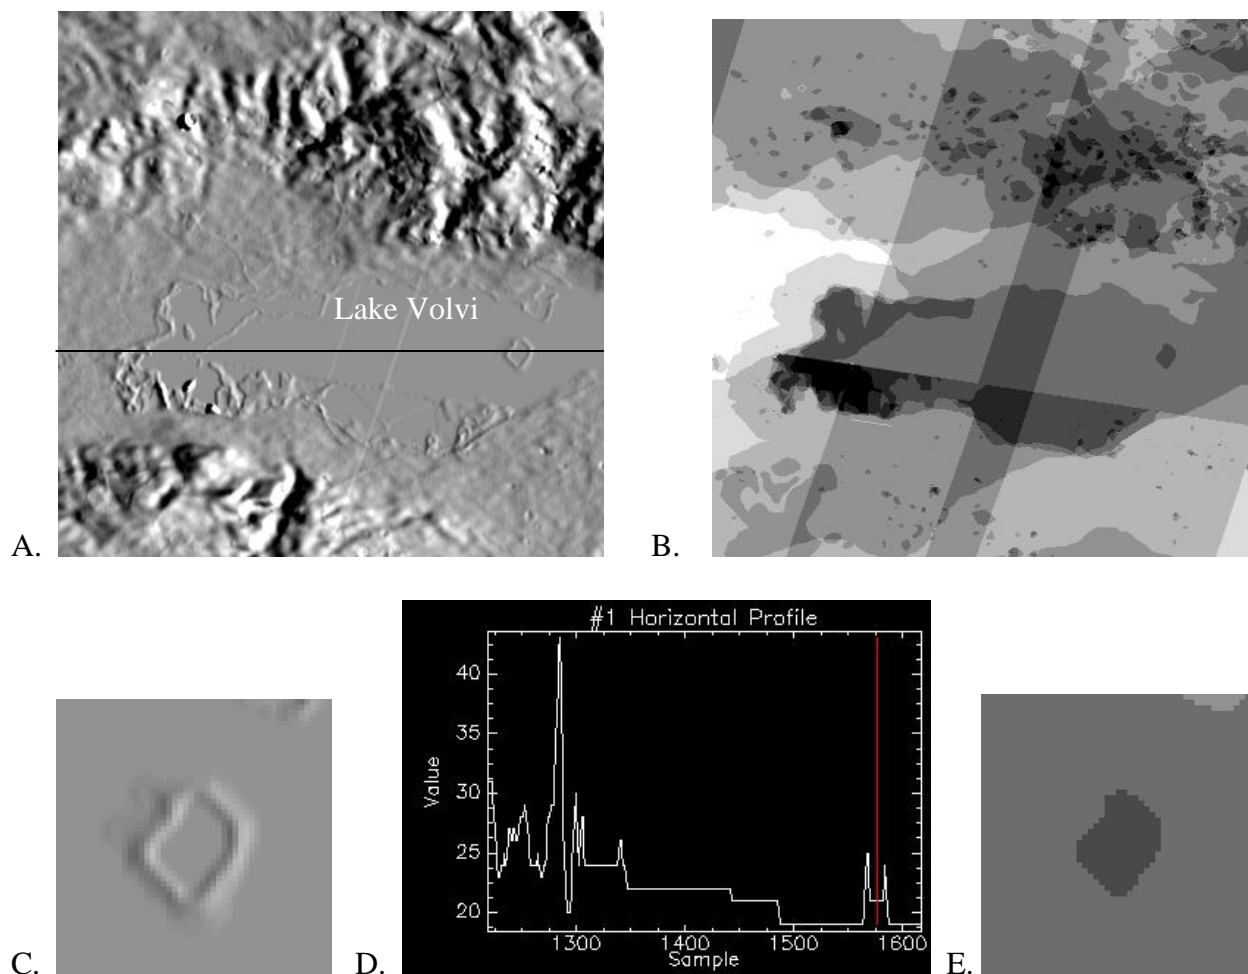 Lake Volvi
A.
B.
#1 Horizontal Profile
40
35
30
25
20
Value
1300
1400
1500
1600
Sample
C.
D.
E.